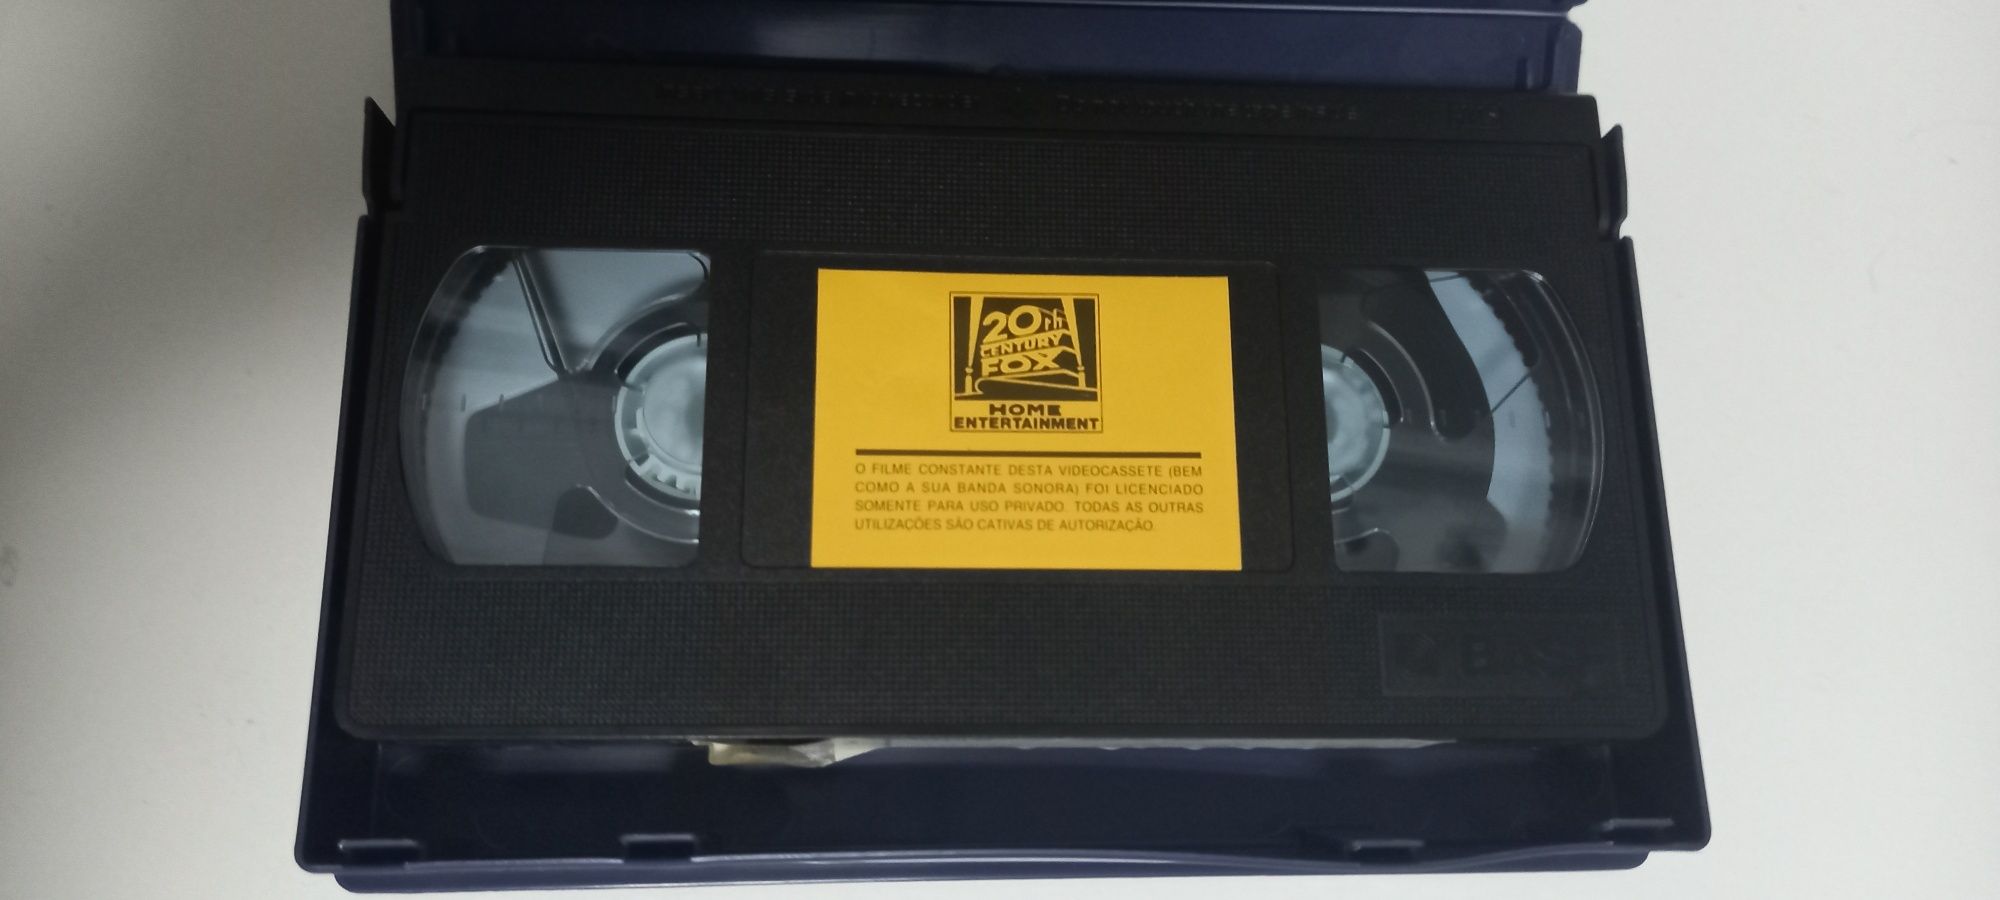 20th
CENTURY
FOX
HOME
ENTERTAINMENT
O FILME CONSTANTE DESTA VIDEOCASSETE (BEM
COMO A SUA BANDA SONORA) FOI LICENCIADO
SOMENTE PARA USO PRIVADO. TODAS AS OUTRAS
UTILIZAÇÕES SÃO CATIVAS DE AUTORIZAÇÃO.